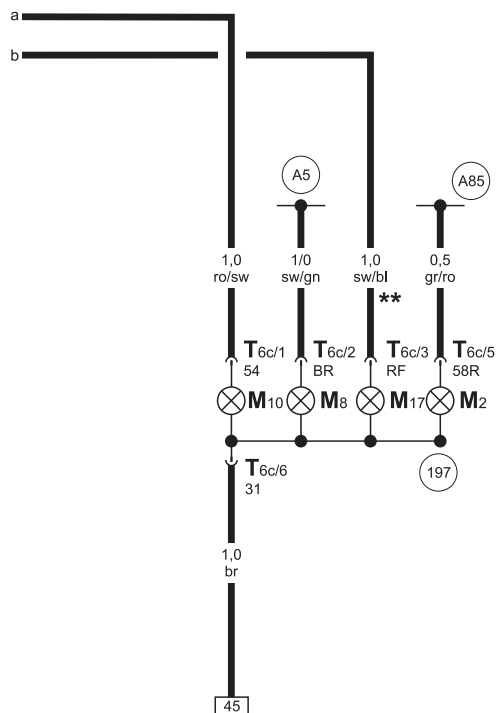 a
b
A5
A85
1,0
ro/sw
1/0
sw/gn
1,0
sw/bl
0,5
gr/ro
**
T6c/1
54
T6c/2
BR
T6c/3
RF
T6c/5
58R
M10
M8
M17
M2
T6c/6
31
197
1,0
br
45